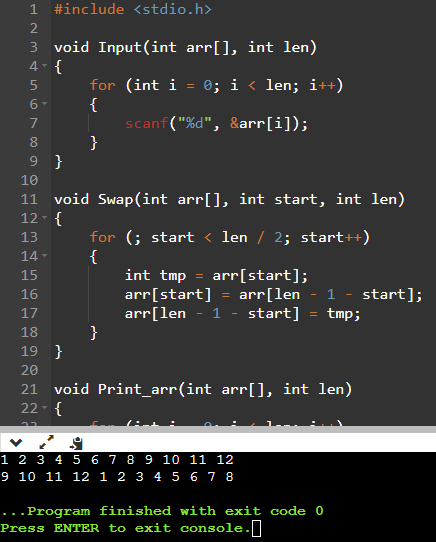 1 #include <stdio.h>
2
3 void Input(int arr[], int len)
4 {
5 for (int i = 0; i < len; i++)
6 {
7 scanf("%d", &arr[i]);
8 }
9 }
10
11 void Swap(int arr[], int start, int len)
12 {
13 for (; start < len / 2; start++)
14 {
15 int tmp = arr[start];
16 arr[start] = arr[len - 1 - start];
17 arr[len - 1 - start] = tmp;
18 }
19 }
20
21 void Print_arr(int arr[], int len)
22 {
1 2 3 4 5 6 7 8 9 10 11 12
9 10 11 12 1 2 3 4 5 6 7 8
...Program finished with exit code 0
Press ENTER to exit console.